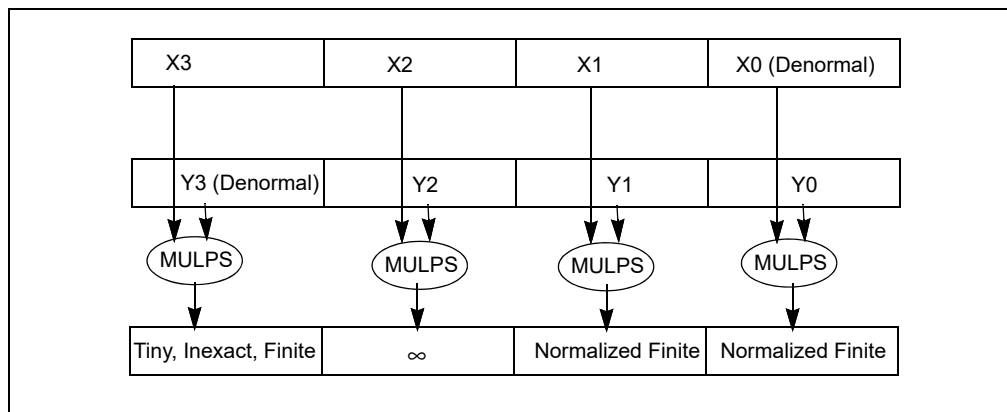 X3 X2 X1 X0 (Denormal)
Y3 (Denormal) Y2 Y1 Y0
MULPS MULPS MULPS MULPS
Tiny, Inexact, Finite ∞ Normalized Finite Normalized Finite